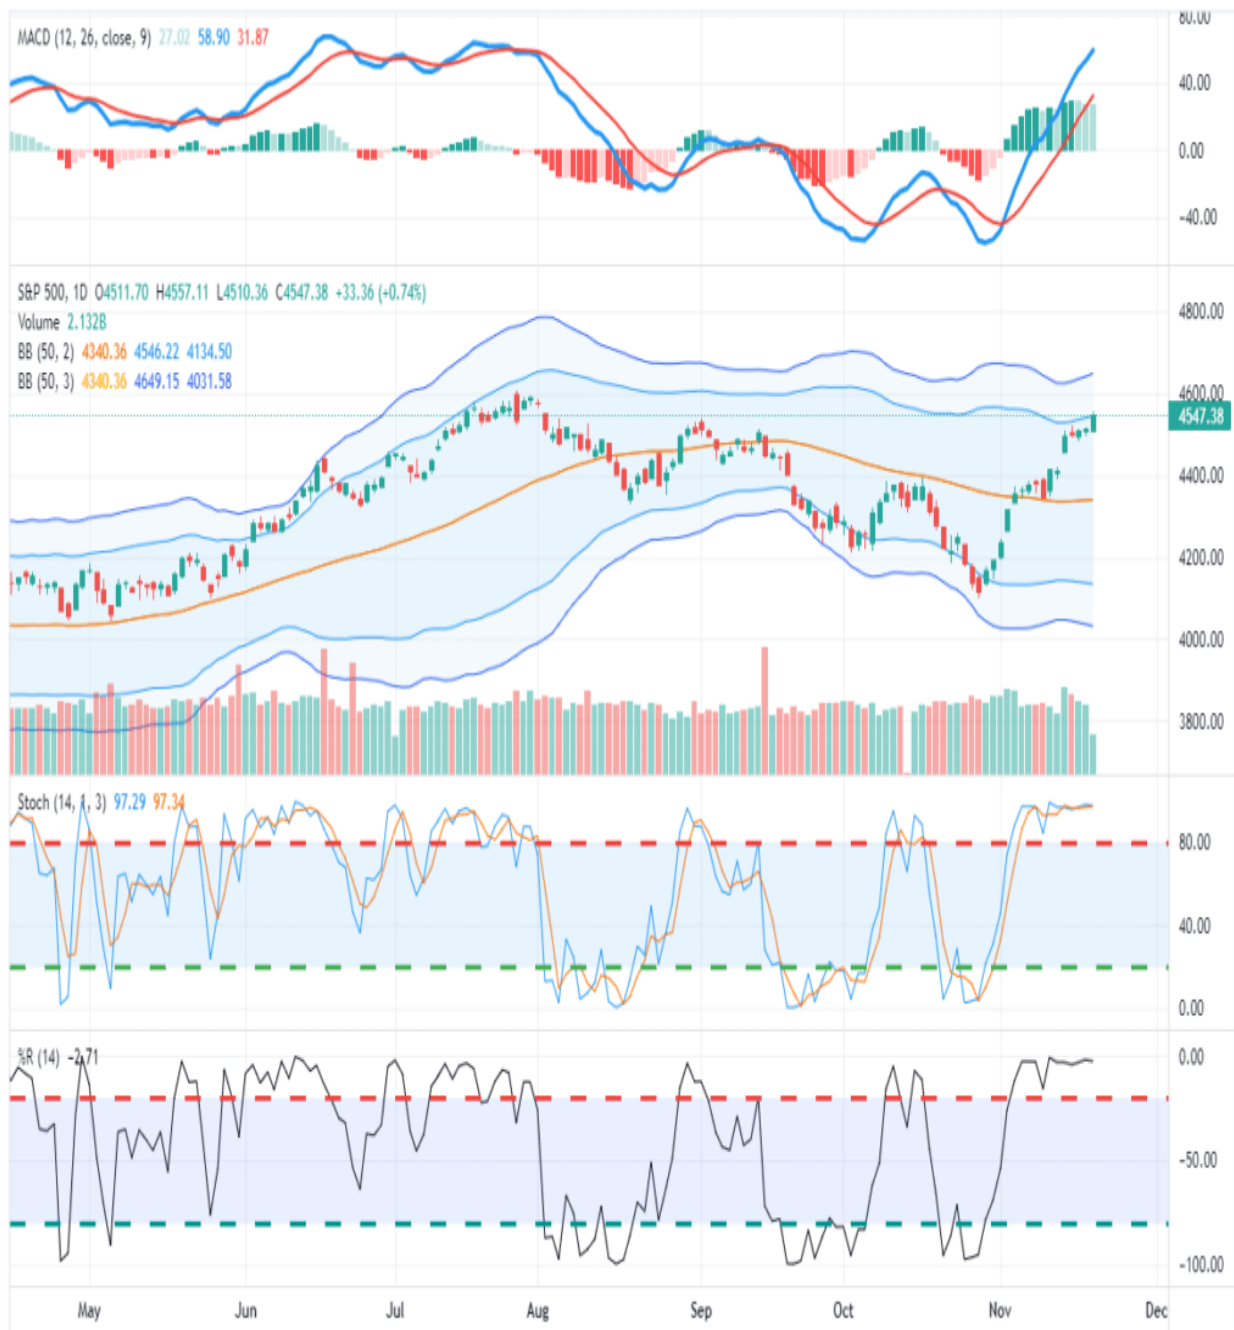 MACD (12, 26, close, 9) 27.02 58.90 31.87
80.00
40.00
0.00
−40.00
S&P 500, 1D O4511.70 H4557.11 L4510.36 C4547.38 +33.36 (+0.74%)
Volume 2.132B
BB (50, 2) 4340.36 4546.22 4134.50
BB (50, 3) 4340.36 4649.15 4031.58
4800.00
4600.00
4547.38
4400.00
4200.00
4000.00
3800.00
Stoch (14, 1, 3) 97.29 97.34
80.00
40.00
0.00
%R (14) −2.71
0.00
−50.00
−100.00
May Jun Jul Aug Sep Oct Nov Dec